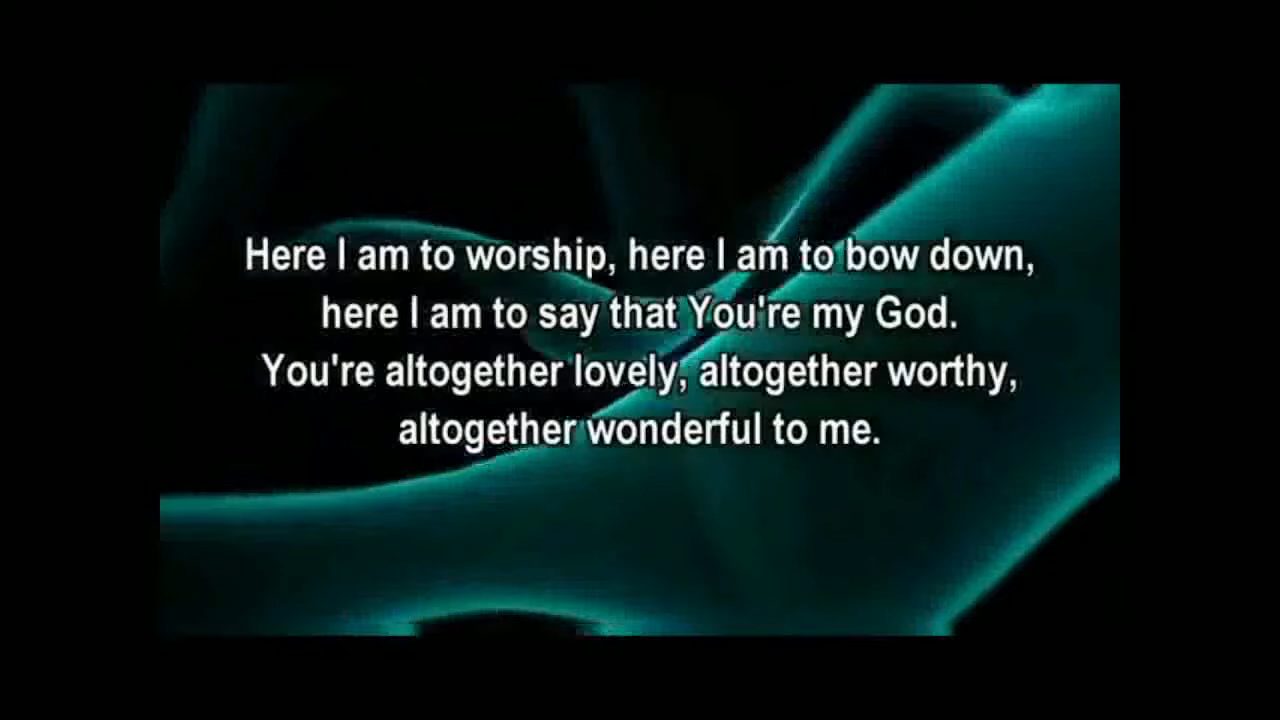 Here I am to worship, here I am to bow down,
here I am to say that You're my God.
You're altogether lovely, altogether worthy,
altogether wonderful to me.